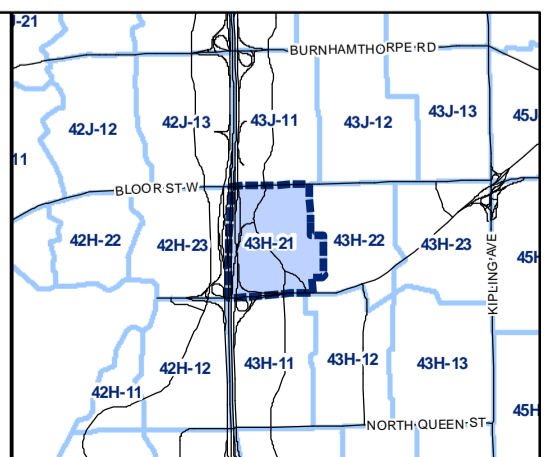 J-21
BURNHAMTHORPE RD
42J-12
42J-13
43J-11
43J-12
43J-13
45J
11
BLOOR ST W
42H-22
42H-23
43H-21
43H-22
43H-23
45H
KIPLING AVE
42H-11
42H-12
43H-11
43H-12
43H-13
45H
NORTH QUEEN ST